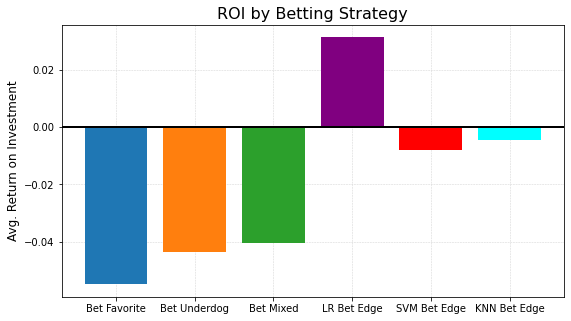 ROI by Betting Strategy
Avg. Return on Investment
0.02
0.00
−0.02
−0.04
Bet Favorite Bet Underdog Bet Mixed LR Bet Edge SVM Bet Edge KNN Bet Edge